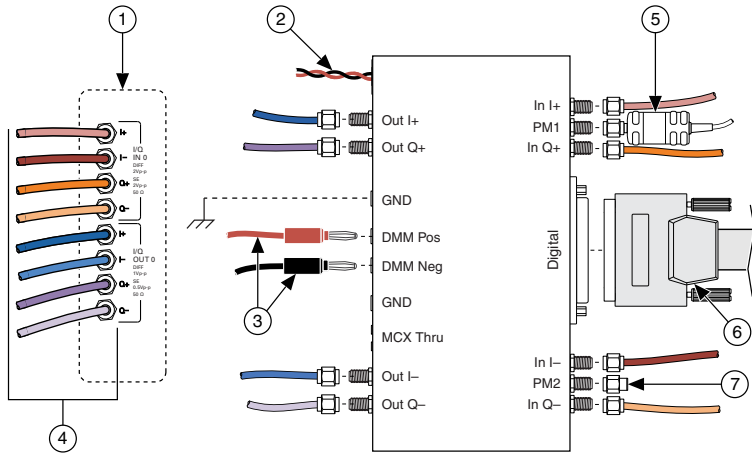 1
2
5
I+
I–
Q+
Q–
I/Q
IN 0
DIFF
2Vp-p
SE
2Vp-p
50 Ω
I+
I–
Q+
Q–
I/Q
OUT 0
DIFF
1Vp-p
SE
0.5Vp-p
50 Ω
4
3
Out I+
Out Q+
GND
DMM Pos
DMM Neg
GND
MCX Thru
Out I–
Out Q–
In I+
PM1
In Q+
Digital
In I–
PM2
In Q–
6
7